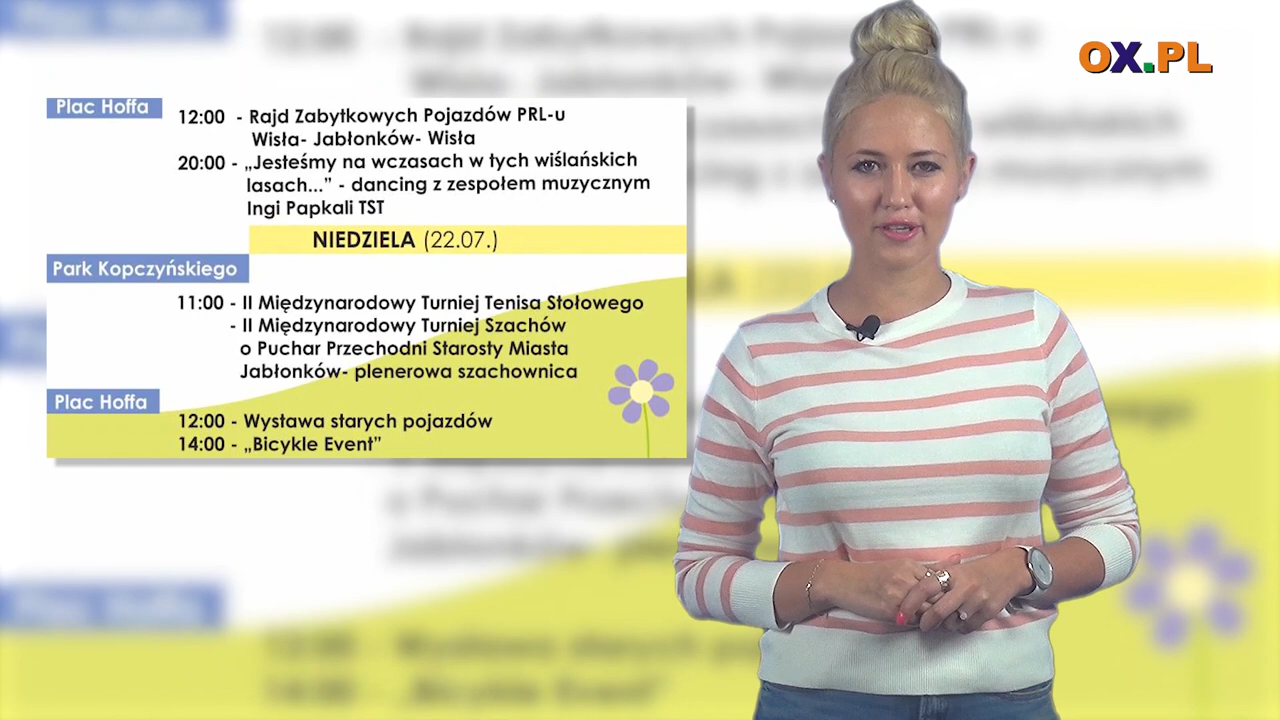 OX.PL
Plac Hoffa
12:00 - Rajd Zabytkowych Pojazdów PRL-u
Wisła- Jabłonków- Wisła
20:00 - „Jesteśmy na wczasach w tych wiślańskich
lasach...” - dancing z zespołem muzycznym
Ingi Papkali TST
NIEDZIELA (22.07.)
Park Kopczyńskiego
11:00 - II Międzynarodowy Turniej Tenisa Stołowego
- II Międzynarodowy Turniej Szachów
o Puchar Przechodni Starosty Miasta
Jabłonków- plenerowa szachownica
Plac Hoffa
12:00 - Wystawa starych pojazdów
14:00 - „Bicykle Event”